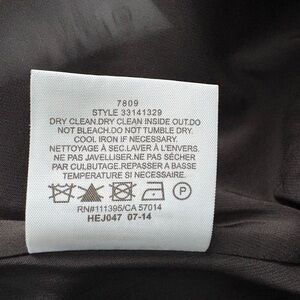 7809
STYLE 33141329
DRY CLEAN.DRY CLEAN INSIDE OUT.DO
NOT BLEACH.DO NOT TUMBLE DRY.
COOL IRON IF NECESSARY.
NETTOYAGE À SEC.LAVER À L'ENVERS.
NE PAS JAVELLISER.NE PAS SÉCHER
PAR CULBUTAGE.REPASSER A BASSE
TEMPERATURE SI NECESSAIRE.
P
RN#111395/CA 57014
HEJ047 07-14